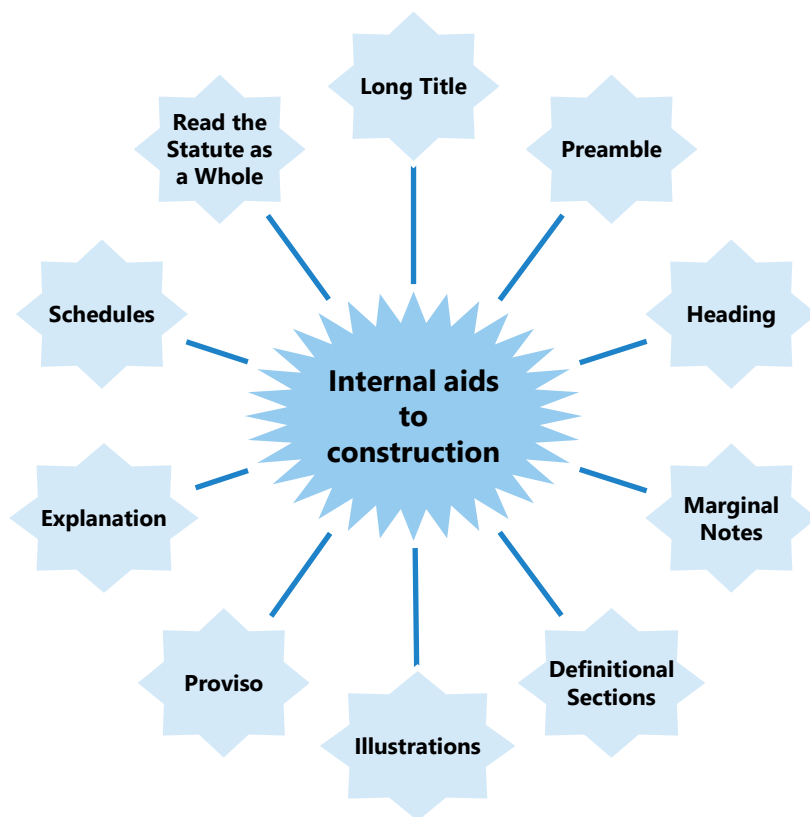 Long Title
Read the
Statute as
a Whole
Preamble
Schedules
Heading
Internal aids
to
construction
Explanation
Marginal
Notes
Proviso
Definitional
Sections
Illustrations